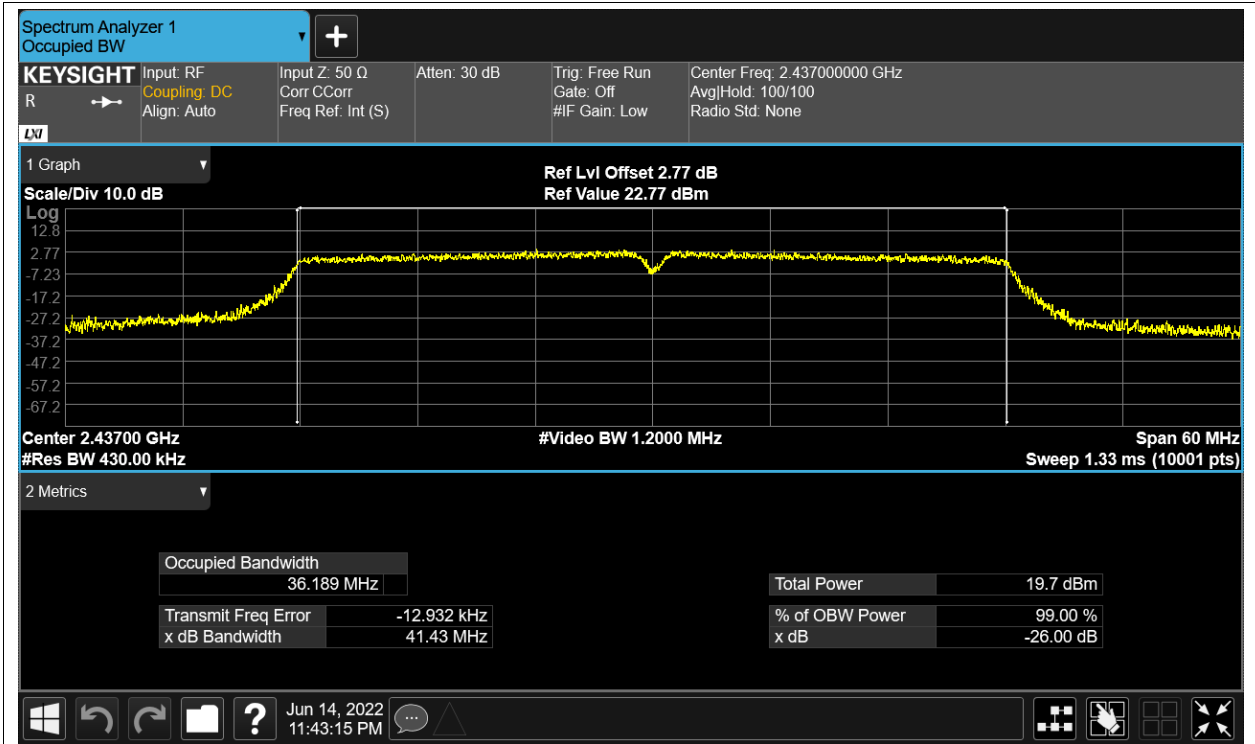 Spectrum Analyzer 1
Occupied BW
KEYSIGHT
R
LXI
Input: RF
Coupling: DC
Align: Auto
Input Z: 50 Ω
Corr CCorr
Freq Ref: Int (S)
Atten: 30 dB
Trig: Free Run
Gate: Off
#IF Gain: Low
Center Freq: 2.437000000 GHz
Avg|Hold: 100/100
Radio Std: None
1 Graph
Scale/Div 10.0 dB
Ref Lvl Offset 2.77 dB
Ref Value 22.77 dBm
Log
12.8
2.77
-7.23
-17.2
-27.2
-37.2
-47.2
-57.2
-67.2
Center 2.43700 GHz
#Res BW 430.00 kHz
#Video BW 1.2000 MHz
Span 60 MHz
Sweep 1.33 ms (10001 pts)
2 Metrics
Occupied Bandwidth
36.189 MHz
Transmit Freq Error -12.932 kHz
x dB Bandwidth 41.43 MHz
Total Power 19.7 dBm
% of OBW Power 99.00 %
x dB -26.00 dB
?
Jun 14, 2022
11:43:15 PM